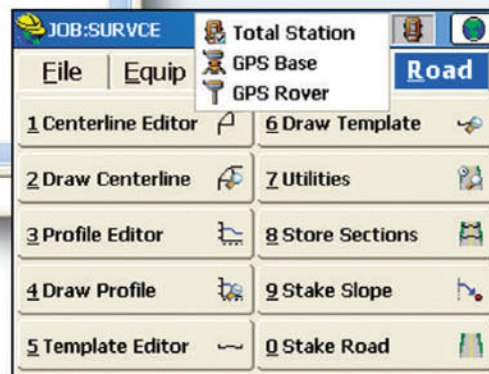 JOB:SURVCE
Total Station
GPS Base
GPS Rover
File Equip Road
1 Centerline Editor 6 Draw Template
2 Draw Centerline 7 Utilities
3 Profile Editor 8 Store Sections
4 Draw Profile 9 Stake Slope
5 Template Editor 0 Stake Road